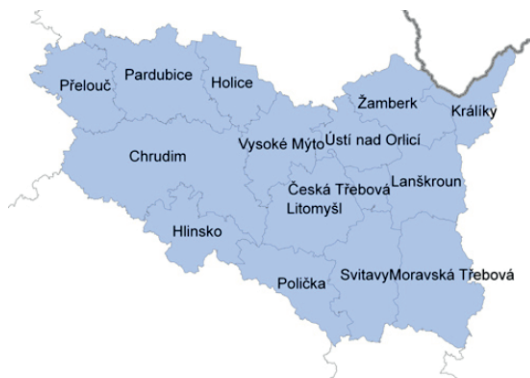 Přelouč
Pardubice
Holice
Žamberk
Králíky
Chrudim
Vysoké Mýto
Ústí nad Orlicí
Česká Třebová
Lanškroun
Litomyšl
Hlinsko
Polička
Svitavy
Moravská Třebová